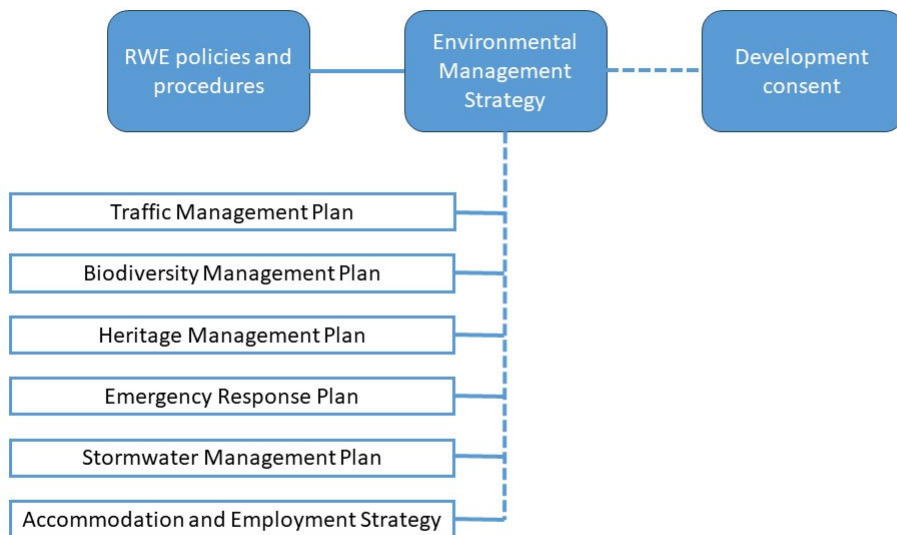 RWE policies and
procedures
Environmental
Management
Strategy
Development
consent
Traffic Management Plan
Biodiversity Management Plan
Heritage Management Plan
Emergency Response Plan
Stormwater Management Plan
Accommodation and Employment Strategy